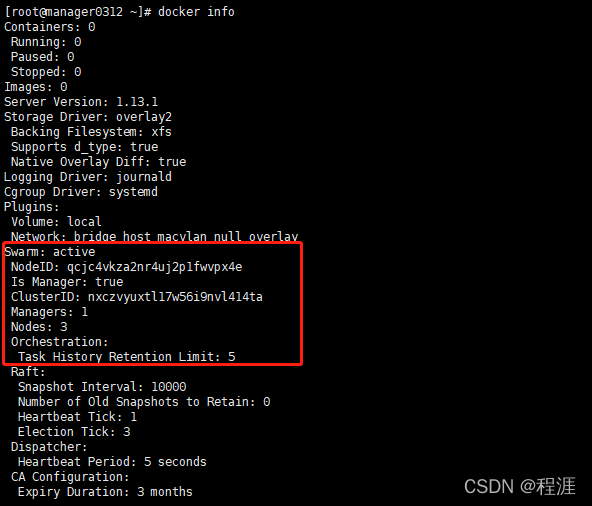 [root@manager0312 ~]# docker info
Containers: 0
 Running: 0
 Paused: 0
 Stopped: 0
Images: 0
Server Version: 1.13.1
Storage Driver: overlay2
 Backing Filesystem: xfs
 Supports d_type: true
 Native Overlay Diff: true
Logging Driver: journald
Cgroup Driver: systemd
Plugins:
 Volume: local
 Network: bridge host macvlan null overlay
Swarm: active
 NodeID: qcjc4vkza2nr4uj2p1fwvpx4e
 Is Manager: true
 ClusterID: nxczvyuxtl17w56i9nvl414ta
 Managers: 1
 Nodes: 3
 Orchestration:
  Task History Retention Limit: 5
 Raft:
  Snapshot Interval: 10000
  Number of Old Snapshots to Retain: 0
  Heartbeat Tick: 1
  Election Tick: 3
 Dispatcher:
  Heartbeat Period: 5 seconds
 CA Configuration:
  Expiry Duration: 3 months
CSDN @程涯